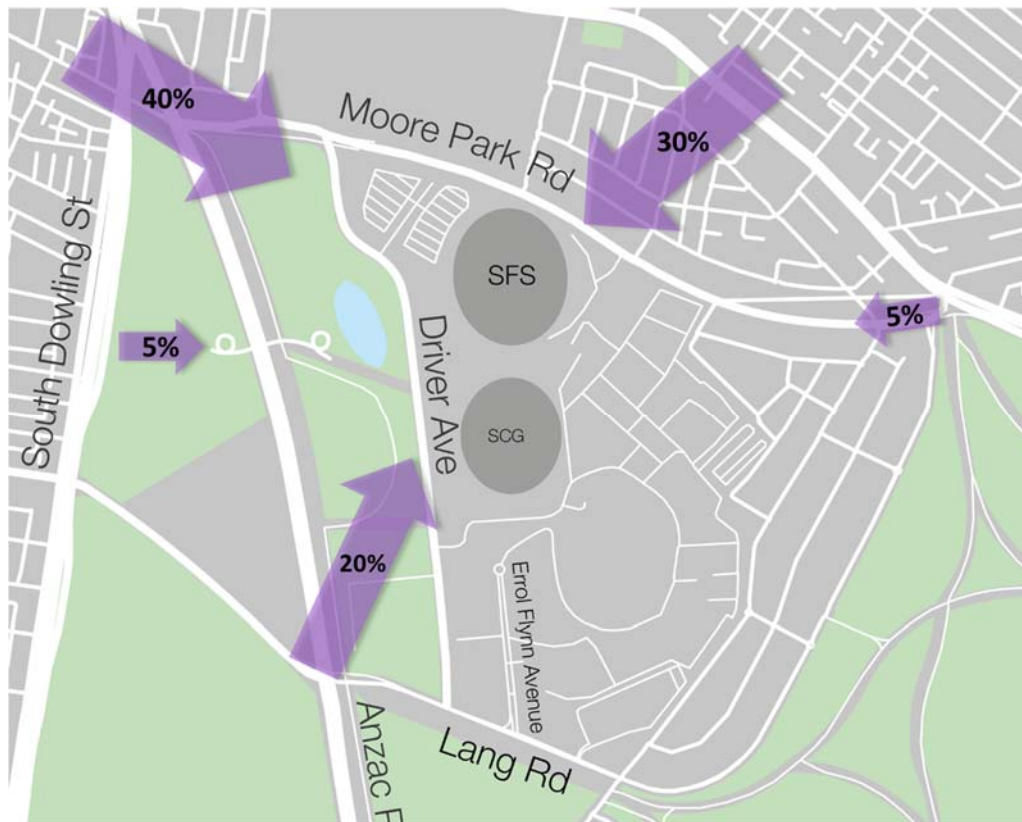 40%
Moore Park Rd
30%
South Dowling St
SFS
5%
5%
Driver Ave
SCG
20%
Errol Flynn Avenue
Anzac P
Lang Rd